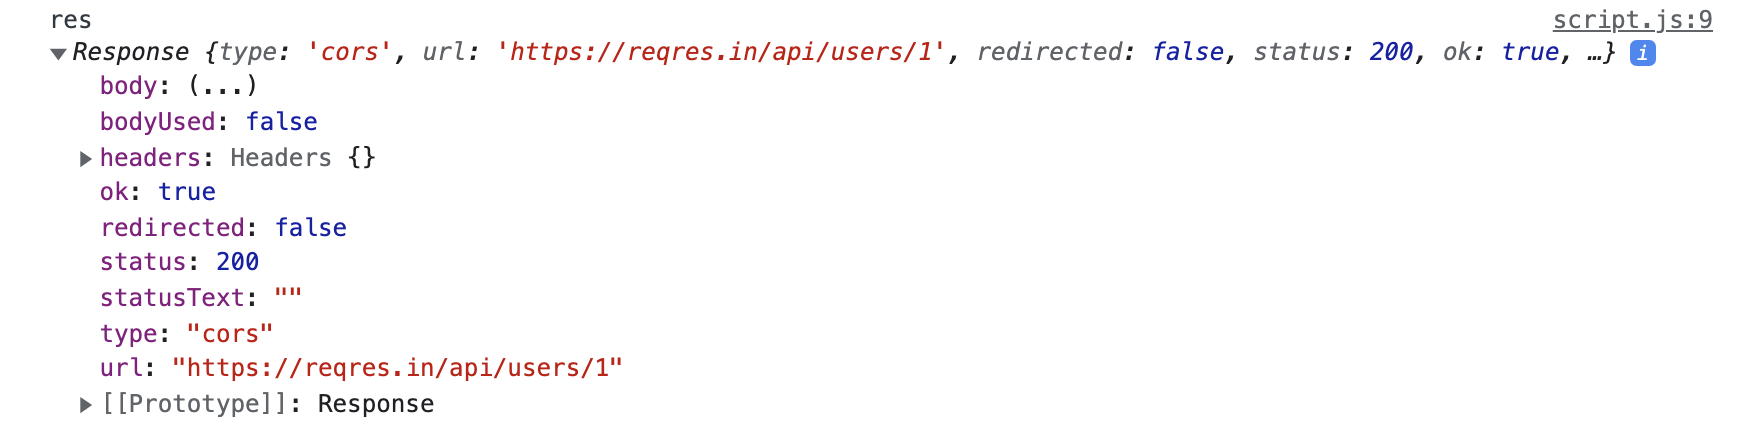 res script.js:9
▼Response {type: 'cors', url: 'https://reqres.in/api/users/1', redirected: false, status: 200, ok: true, …} i
body: (...)
bodyUsed: false
▶headers: Headers {}
ok: true
redirected: false
status: 200
statusText: ""
type: "cors"
url: "https://reqres.in/api/users/1"
▶[[Prototype]]: Response